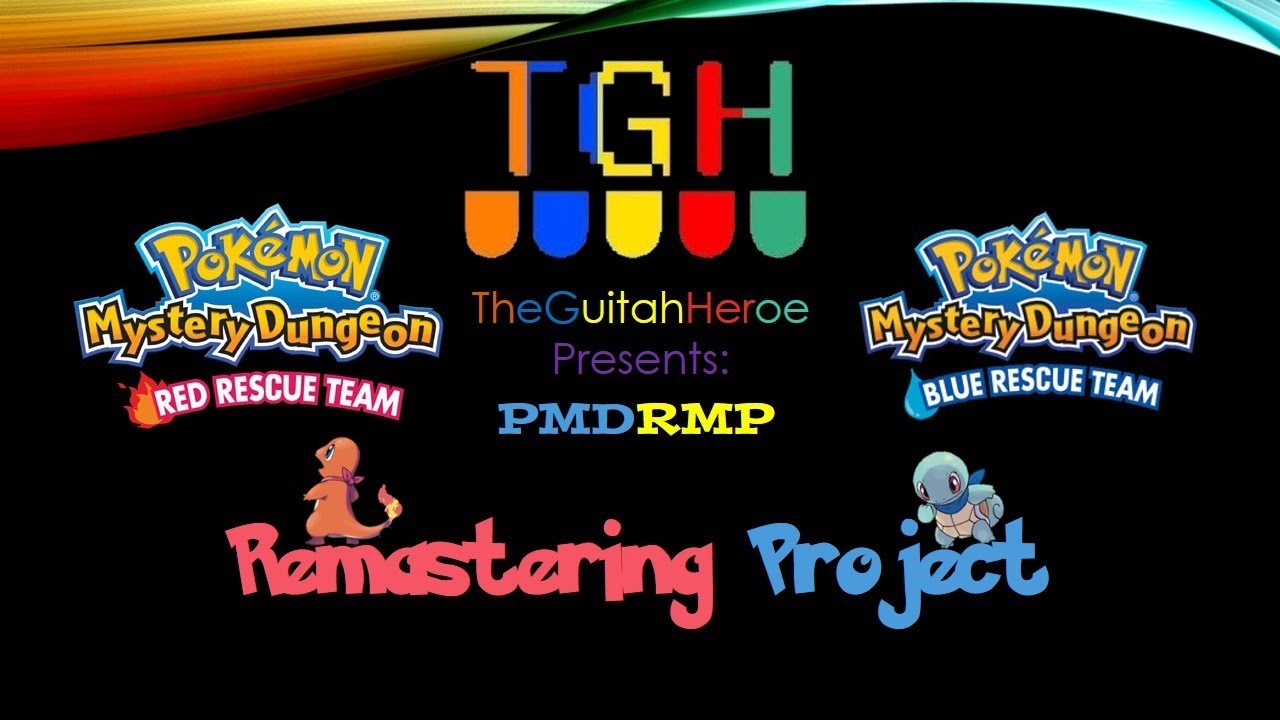 TGH
POKéMON
Mystery Dungeon
RED RESCUE TEAM
TheGuitahHeroe
Presents:
PMDRMP
POKéMON
Mystery Dungeon
BLUE RESCUE TEAM
Remastering Project